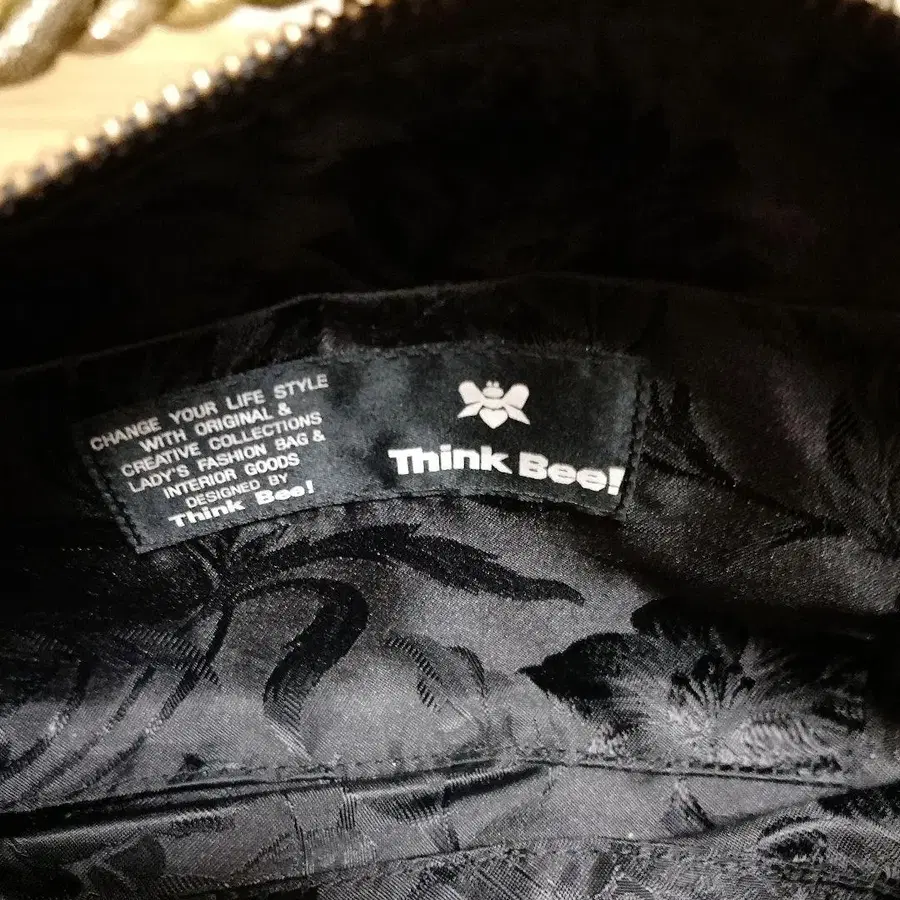 CHANGE YOUR LIFE STYLE
WITH ORIGINAL &
CREATIVE COLLECTIONS
LADY'S FASHION BAG &
INTERIOR GOODS
DESIGNED BY
Think Bee!
Think Bee!